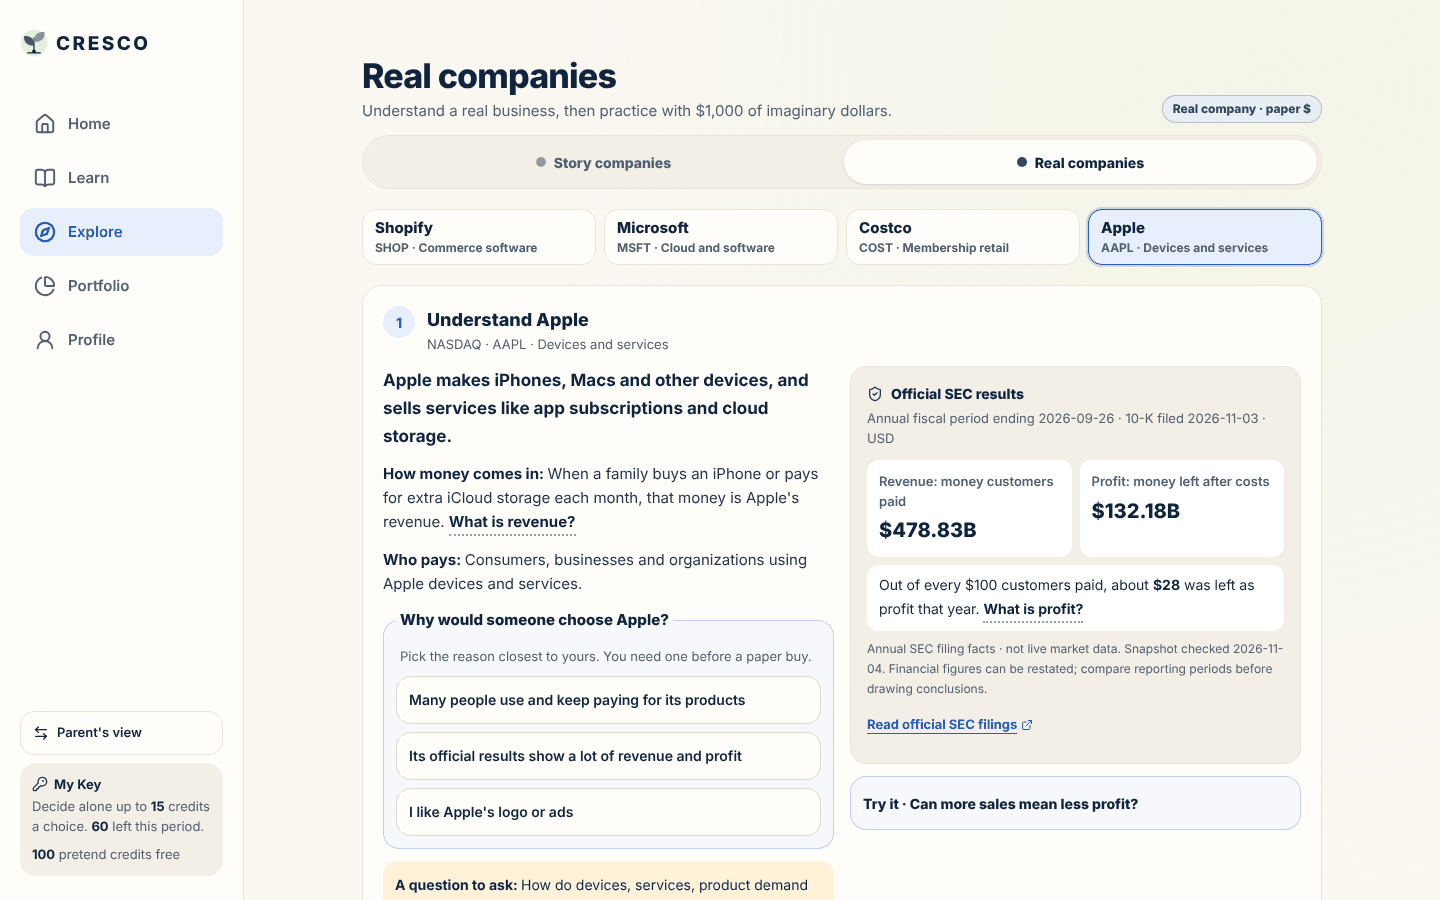 CRESCO
Home
Learn
Explore
Portfolio
Profile
Parent's view
My Key
Decide alone up to 15 credits
a choice. 60 left this period.
100 pretend credits free
Real companies
Understand a real business, then practice with $1,000 of imaginary dollars.
Real company · paper $
Story companies
Real companies
Shopify
SHOP · Commerce software
Microsoft
MSFT · Cloud and software
Costco
COST · Membership retail
Apple
AAPL · Devices and services
1
Understand Apple
NASDAQ · AAPL · Devices and services
Apple makes iPhones, Macs and other devices, and
sells services like app subscriptions and cloud
storage.
How money comes in: When a family buys an iPhone or pays
for extra iCloud storage each month, that money is Apple's
revenue. What is revenue?
Who pays: Consumers, businesses and organizations using
Apple devices and services.
Why would someone choose Apple?
Pick the reason closest to yours. You need one before a paper buy.
Many people use and keep paying for its products
Its official results show a lot of revenue and profit
I like Apple's logo or ads
A question to ask: How do devices, services, product demand
Official SEC results
Annual fiscal period ending 2026-09-26 · 10-K filed 2026-11-03 ·
USD
Revenue: money customers
paid
$478.83B
Profit: money left after costs
$132.18B
Out of every $100 customers paid, about $28 was left as
profit that year. What is profit?
Annual SEC filing facts · not live market data. Snapshot checked 2026-11-
04. Financial figures can be restated; compare reporting periods before
drawing conclusions.
Read official SEC filings
Try it · Can more sales mean less profit?